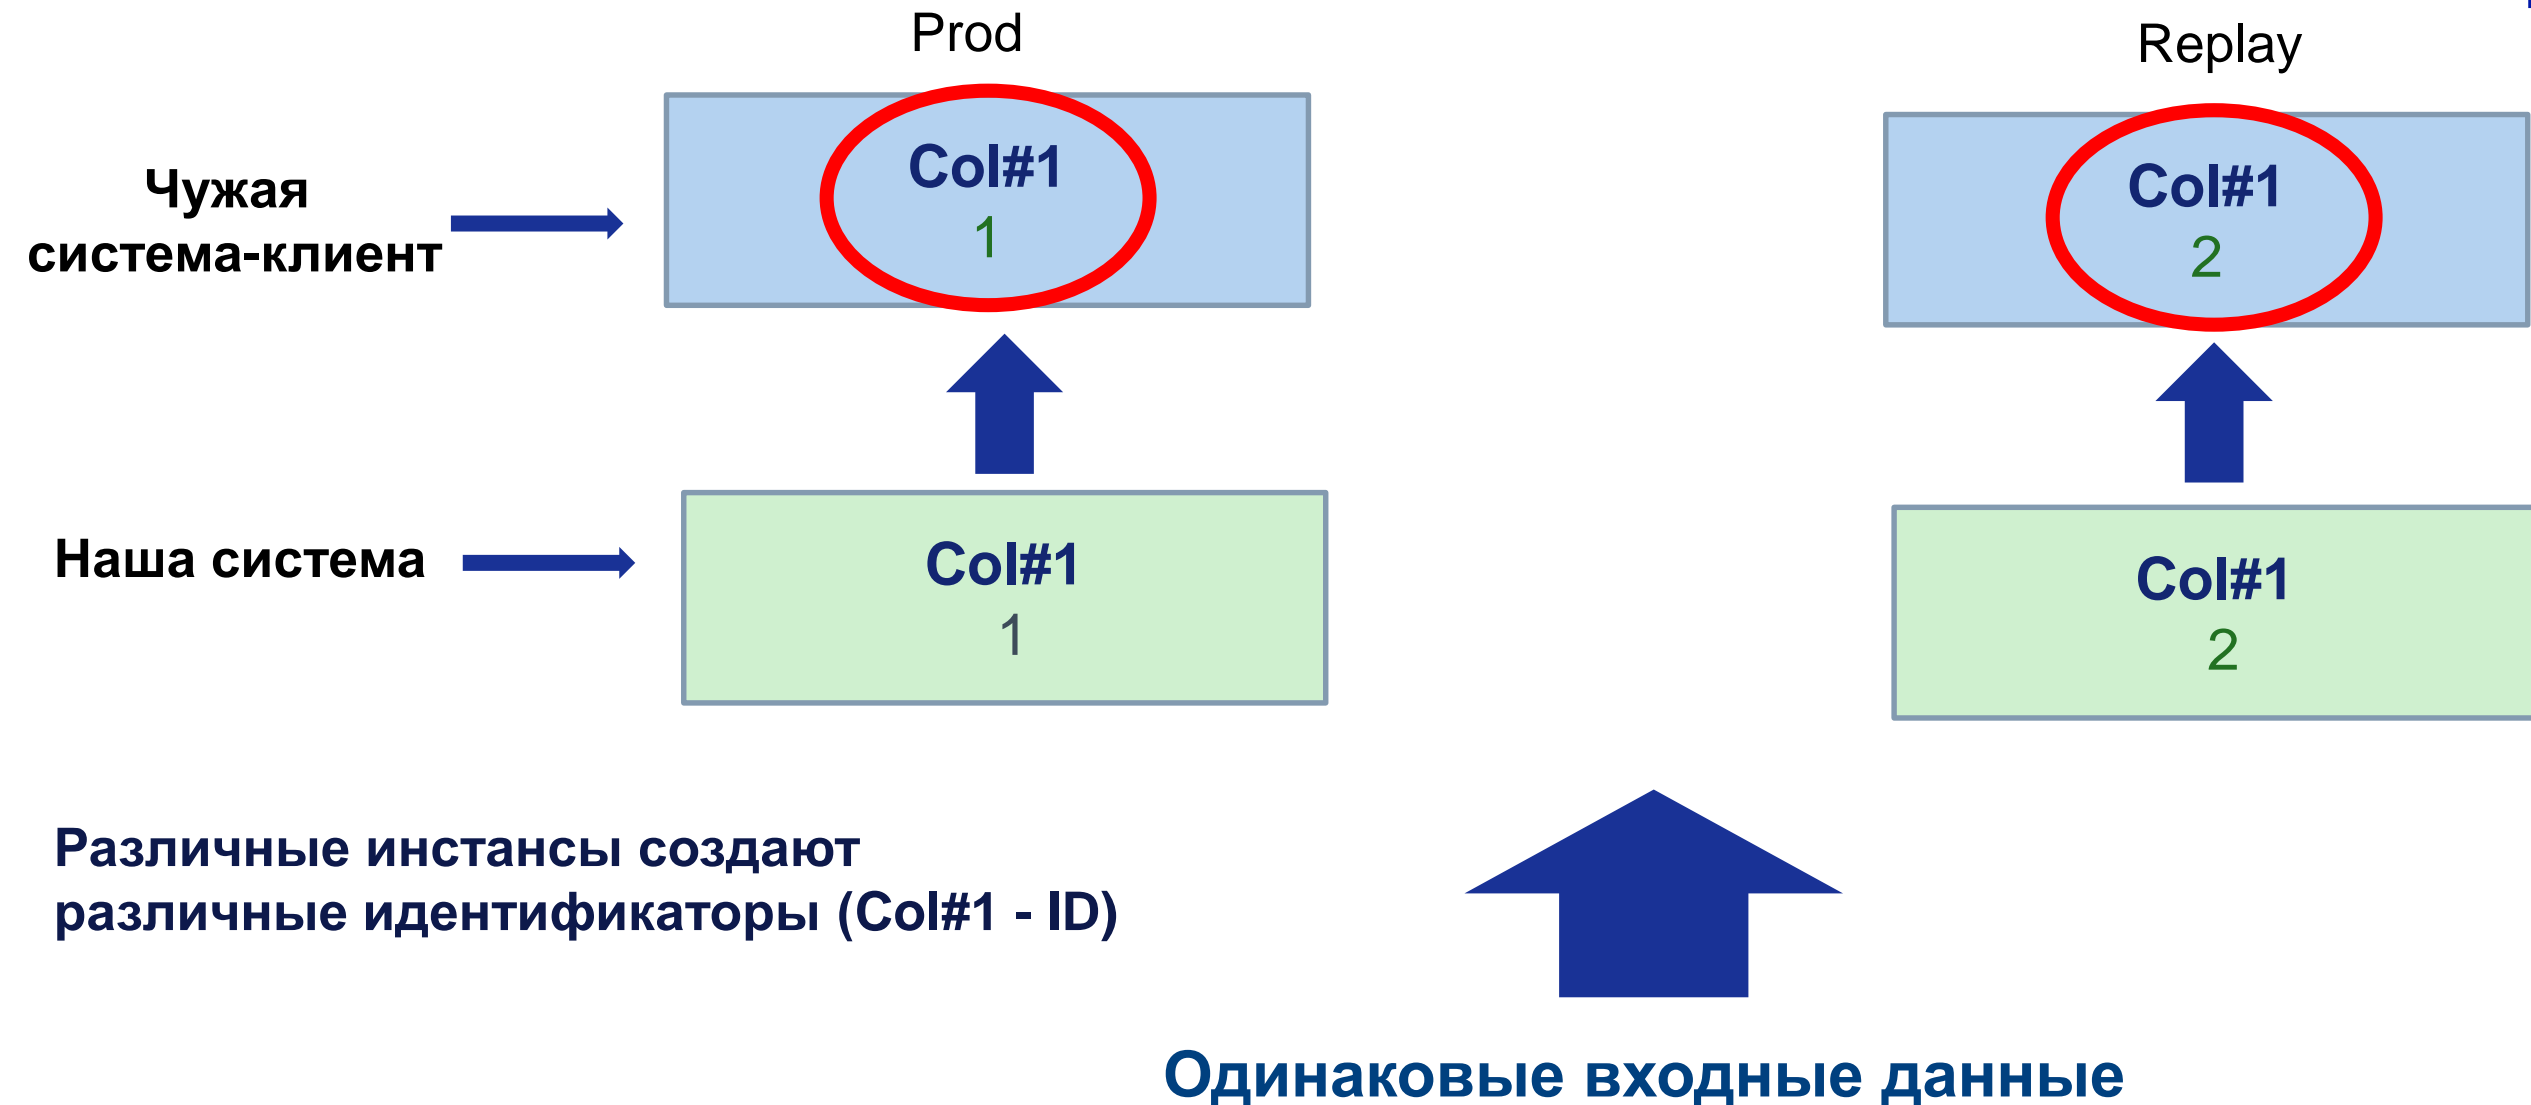 Prod
Replay
Col#1
1
Col#1
2
Чужая
система-клиент
Наша система
Col#1
1
Col#1
2
Различные инстансы создают
различные идентификаторы (Col#1 - ID)
Одинаковые входные данные